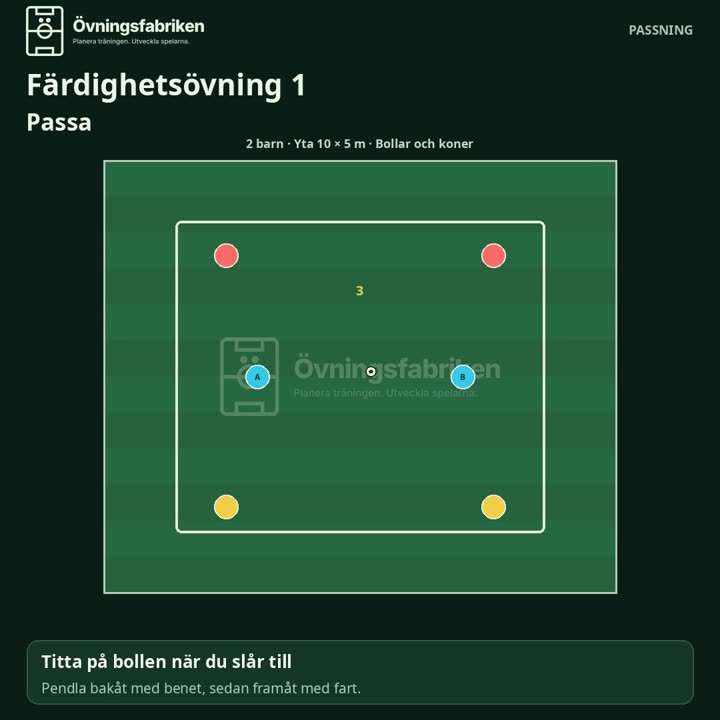 Övningsfabriken
Planera träningen. Utveckla spelarna.
PASSNING
Färdighetsövning 1
Passa
2 barn · Yta 10 × 5 m · Bollar och koner
3
Övningsfabriken
Planera träningen. Utveckla spelarna.
A
B
Titta på bollen när du slår till
Pendla bakåt med benet, sedan framåt med fart.